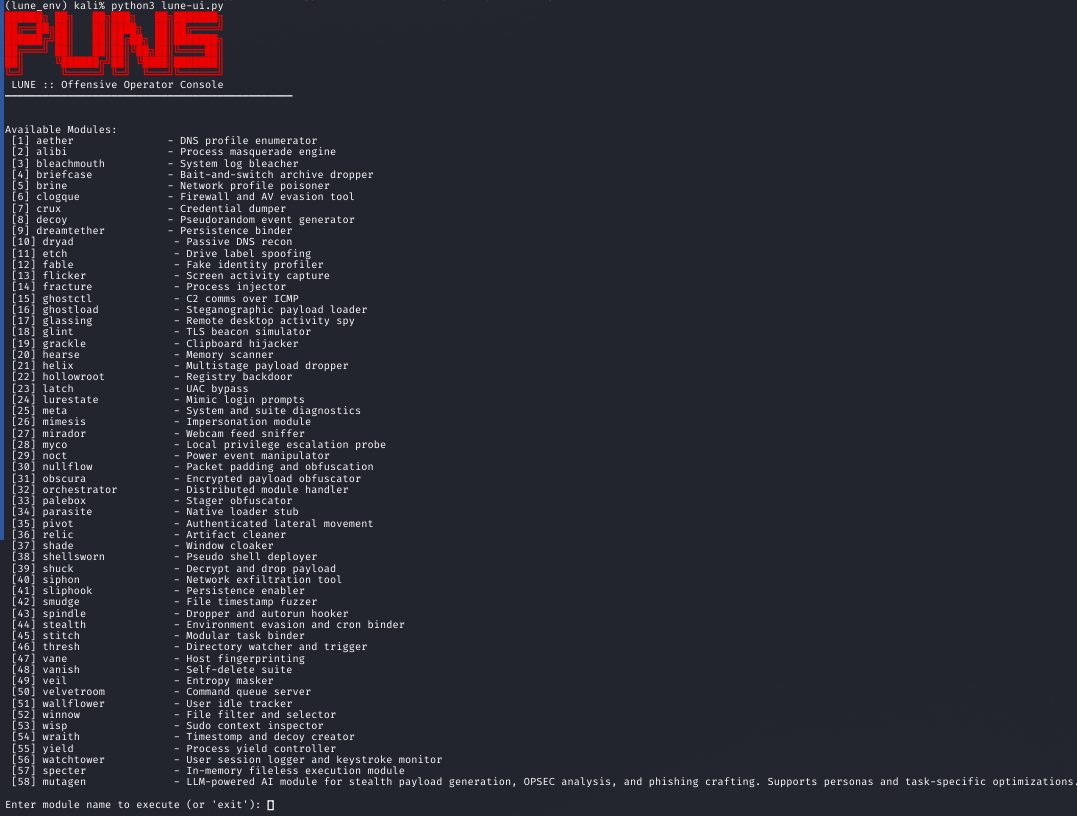 (lune_env) kali% python3 lune-ui.py
PUNS
LUNE :: Offensive Operator Console
Available Modules:
[1] aether - DNS profile enumerator
[2] alibi - Process masquerade engine
[3] bleachmouth - System log bleacher
[4] briefcase - Bait-and-switch archive dropper
[5] brine - Network profile poisoner
[6] clogque - Firewall and AV evasion tool
[7] crux - Credential dumper
[8] decoy - Pseudorandom event generator
[9] dreamtether - Persistence binder
[10] dryad - Passive DNS recon
[11] etch - Drive label spoofing
[12] fable - Fake identity profiler
[13] flicker - Screen activity capture
[14] fracture - Process injector
[15] ghostctl - C2 comms over ICMP
[16] ghostload - Steganographic payload loader
[17] glassing - Remote desktop activity spy
[18] glint - TLS beacon simulator
[19] grackle - Clipboard hijacker
[20] hearse - Memory scanner
[21] helix - Multistage payload dropper
[22] hollowroot - Registry backdoor
[23] latch - UAC bypass
[24] lurestate - Mimic login prompts
[25] meta - System and suite diagnostics
[26] mimesis - Impersonation module
[27] mirador - Webcam feed sniffer
[28] myco - Local privilege escalation probe
[29] noct - Power event manipulator
[30] nullflow - Packet padding and obfuscation
[31] obscura - Encrypted payload obfuscator
[32] orchestrator - Distributed module handler
[33] palebox - Stager obfuscator
[34] parasite - Native loader stub
[35] pivot - Authenticated lateral movement
[36] relic - Artifact cleaner
[37] shade - Window cloaker
[38] shellsworn - Pseudo shell deployer
[39] shuck - Decrypt and drop payload
[40] siphon - Network exfiltration tool
[41] sliphook - Persistence enabler
[42] smudge - File timestamp fuzzer
[43] spindle - Dropper and autorun hooker
[44] stealth - Environment evasion and cron binder
[45] stitch - Modular task binder
[46] thresh - Directory watcher and trigger
[47] vane - Host fingerprinting
[48] vanish - Self-delete suite
[49] veil - Entropy masker
[50] velvetroom - Command queue server
[51] wallflower - User idle tracker
[52] winnow - File filter and selector
[53] wisp - Sudo context inspector
[54] wraith - Timestomp and decoy creator
[55] yield - Process yield controller
[56] watchtower - User session logger and keystroke monitor
[57] specter - In-memory fileless execution module
[58] mutagen - LLM-powered AI module for stealth payload generation, OPSEC analysis, and phishing crafting. Supports personas and task-specific optimizations.
Enter module name to execute (or 'exit'):